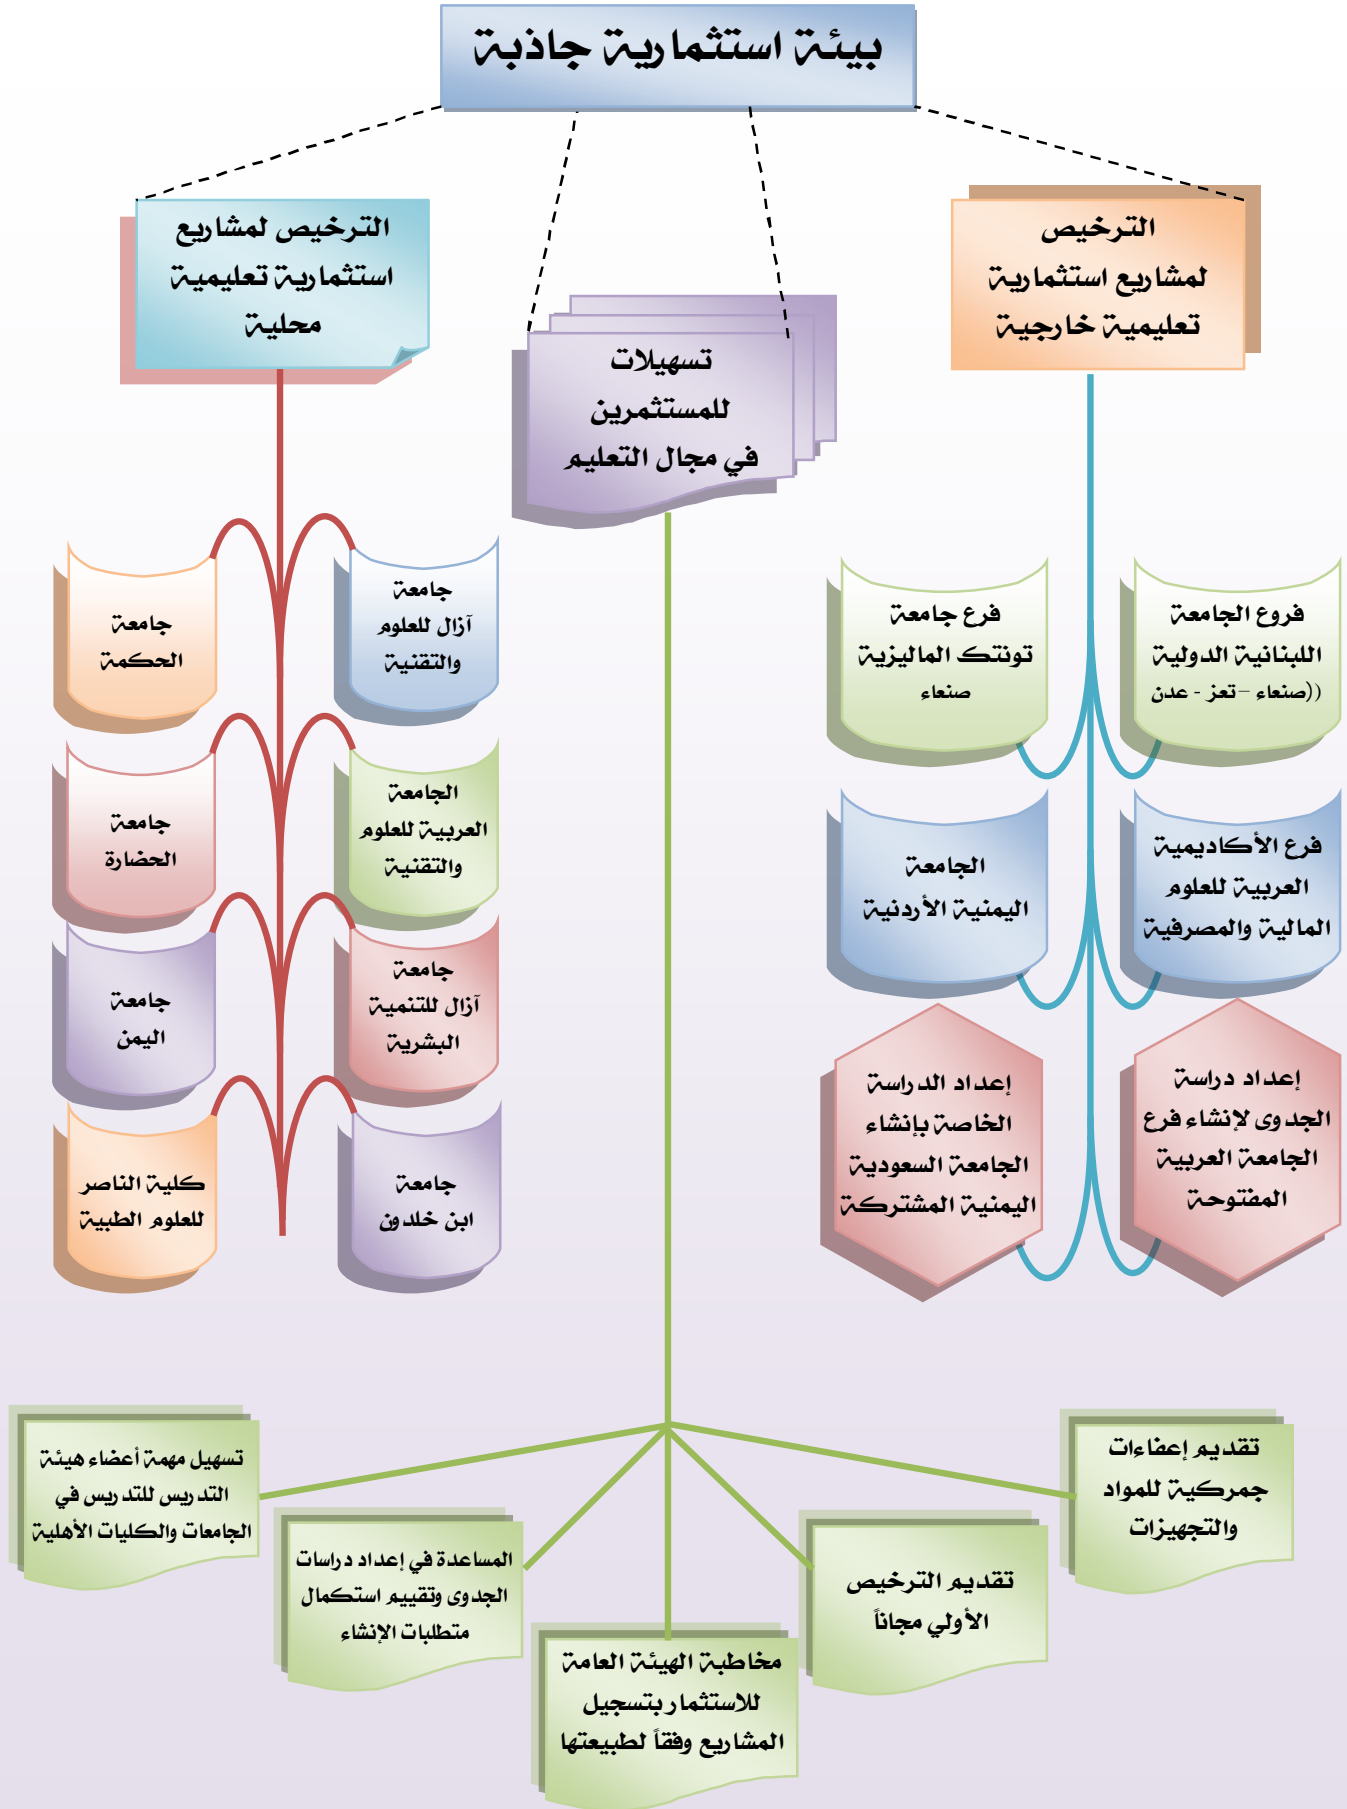 بيئة استثمارية جاذبة
الترخيص
لمشاريع استثمارية
تعليمية خارجية
تسهيلات
للمستثمرين
في مجال التعليم
الترخيص لمشاريع
استثمارية تعليمية
محلية
فروع الجامعة
اللبنانية الدولية
((صنعاء –تعز - عدن
فرع جامعة
تونتك الماليزية
صنعاء
فرع الأكاديمية
العربية للعلوم
المالية والمصرفية
الجامعة
اليمنية الأردنية
إعداد دراسة
الجدوى لإنشاء فرع
الجامعة العربية
المفتوحة
إعداد الدراسة
الخاصة بإنشاء
الجامعة السعودية
اليمنية المشتركة
جامعة
آزال للعلوم
والتقنية
جامعة
الحكمة
الجامعة
العربية للعلوم
والتقنية
جامعة
الحضارة
جامعة
آزال للتنمية
البشرية
جامعة
اليمن
جامعة
ابن خلدون
كلية الناصر
للعلوم الطبية
تقديم إعفاءات
جمركية للمواد
والتجهيزات
تقديم الترخيص
الأولي مجاناً
مخاطبة الهيئة العامة
للاستثمار بتسجيل
المشاريع وفقاً لطبيعتها
المساعدة في إعداد دراسات
الجدوى وتقييم استكمال
متطلبات الإنشاء
تسهيل مهمة أعضاء هيئة
التدريس للتدريس في
الجامعات والكليات الأهلية